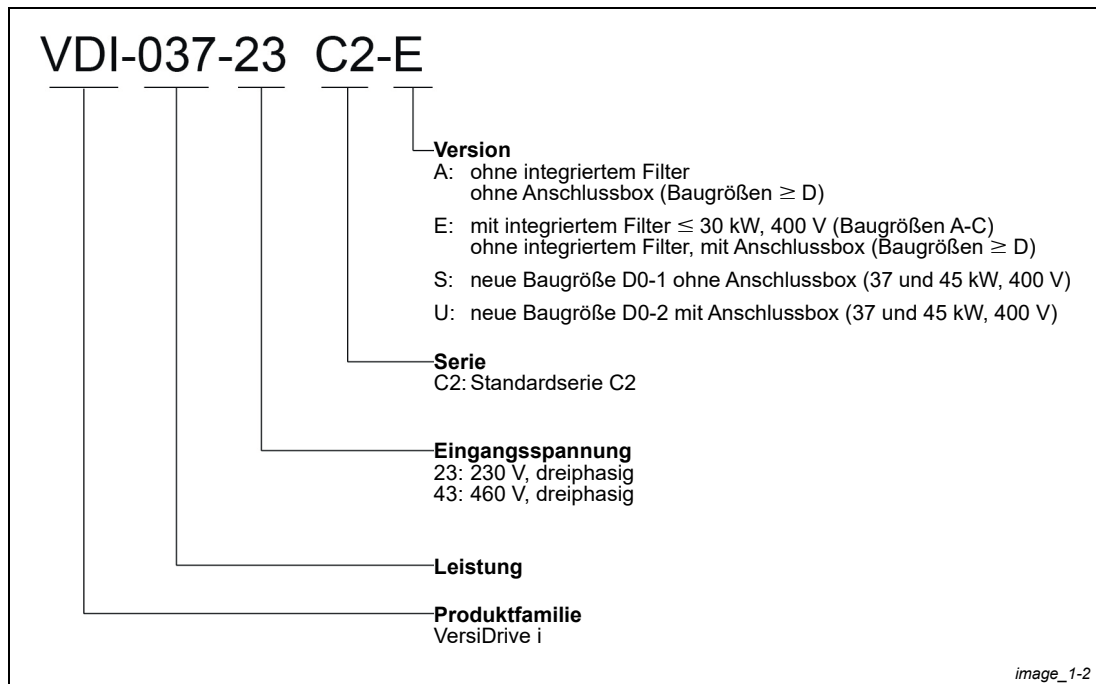 VDI-037-23 C2-E
Version
A: ohne integriertem Filter
ohne Anschlussbox (Baugrößen ≥ D)
E: mit integriertem Filter ≤ 30 kW, 400 V (Baugrößen A-C)
ohne integriertem Filter, mit Anschlussbox (Baugrößen ≥ D)
S: neue Baugröße D0-1 ohne Anschlussbox (37 und 45 kW, 400 V)
U: neue Baugröße D0-2 mit Anschlussbox (37 und 45 kW, 400 V)
Serie
C2: Standardserie C2
Eingangsspannung
23: 230 V, dreiphasig
43: 460 V, dreiphasig
Leistung
Produktfamilie
VersiDrive i
image_1-2